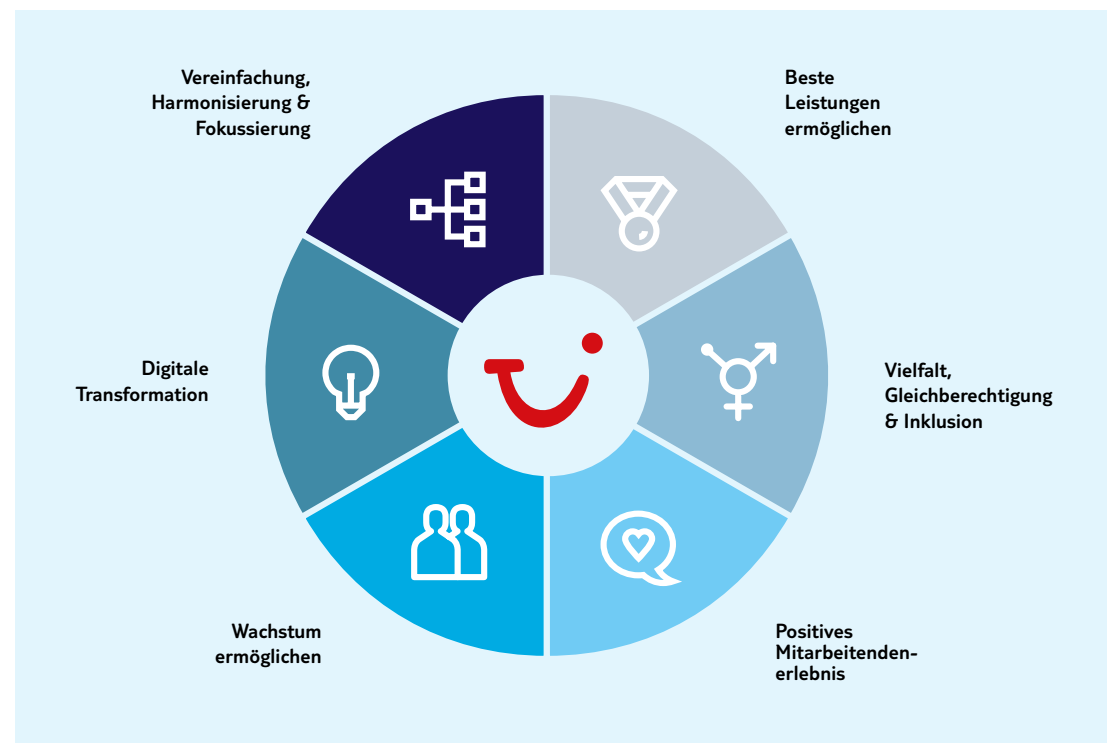 Vereinfachung,
Harmonisierung &
Fokussierung
Beste
Leistungen
ermöglichen
Digitale
Transformation
Vielfalt,
Gleichberechtigung
& Inklusion
Wachstum
ermöglichen
Positives
Mitarbeitenden-
erlebnis